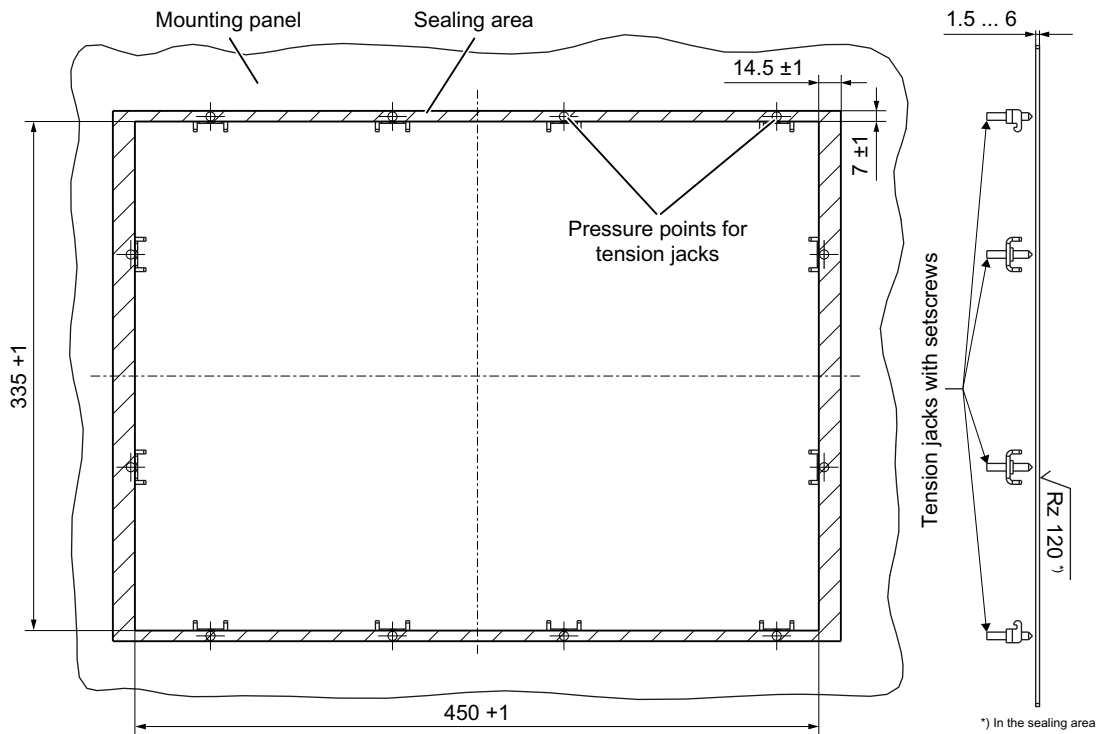 Mounting panel
Sealing area
1.5 ... 6
14.5 ±1
7 ±1
Pressure points for
tension jacks
335 +1
Tension jacks with setscrews
Rz 120 *)
450 +1
*) In the sealing area